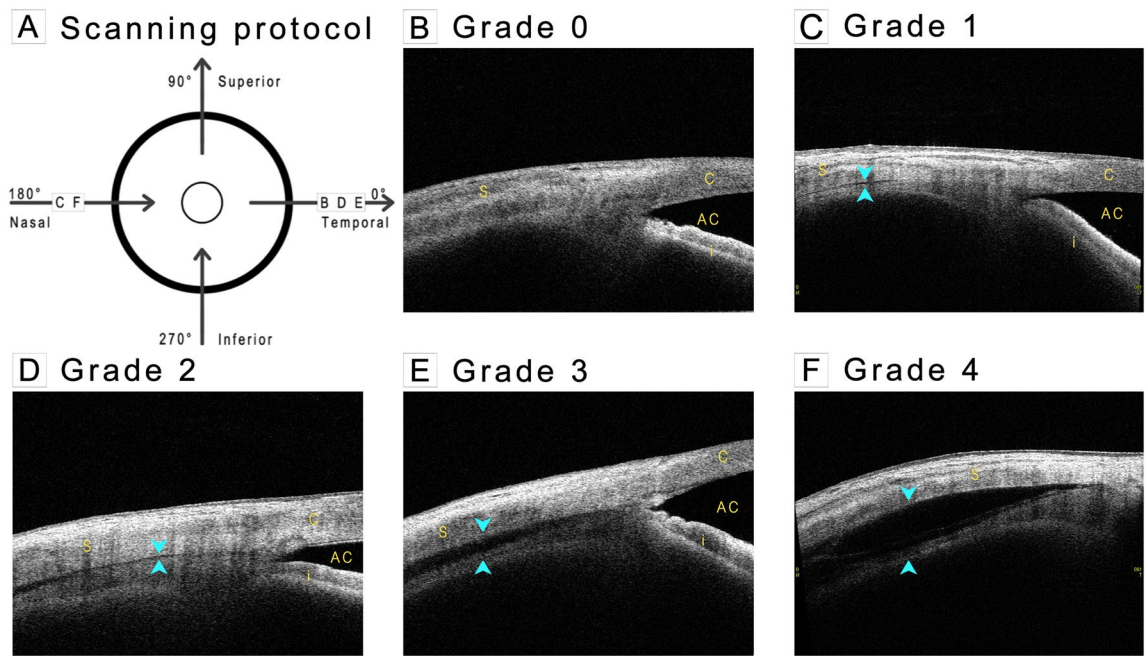 A Scanning protocol
90° Superior
180° C F B D E 0°
Nasal Temporal
270° Inferior
B Grade 0
S
C
AC
i
C Grade 1
S
C
AC
i
D Grade 2
S
C
AC
i
E Grade 3
S
C
AC
i
F Grade 4
S